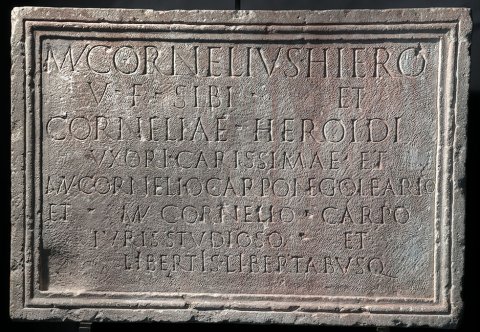 M·CORNELIVS HIERO
V·F·SIBI ET
CORNELIAE·HEROIDI
VXORI·CARISSIMAE ET
M·CORNELIO CARPO
ET · M·CORNELIO · CARPO
IVRIS STVDIOSO · ET
LIBERTIS·LIBERTABVSQ